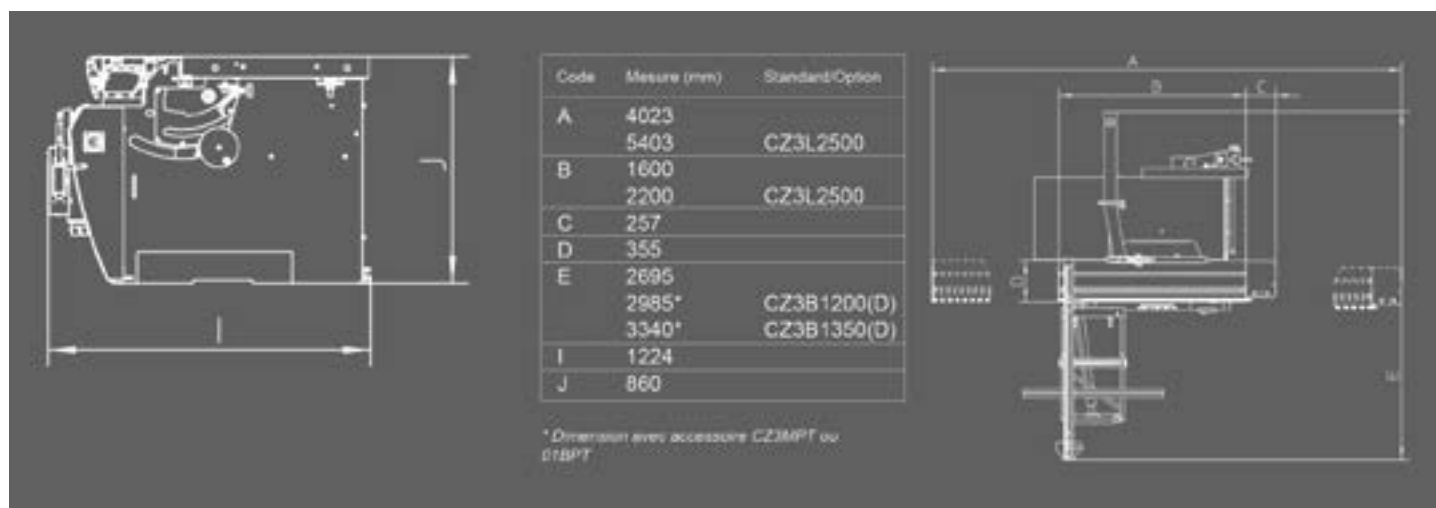 J
I
Code Mesure (mm) Standard/Option
A 4023
5403 CZ3L2500
B 1600
2200 CZ3L2500
C 257
D 355
E 2695
2985* CZ3B1200(D)
3340* CZ3B1350(D)
I 1224
J 860
* Dimension avec accessoire CZ3MPT ou
01BPT
A
B C
D
E